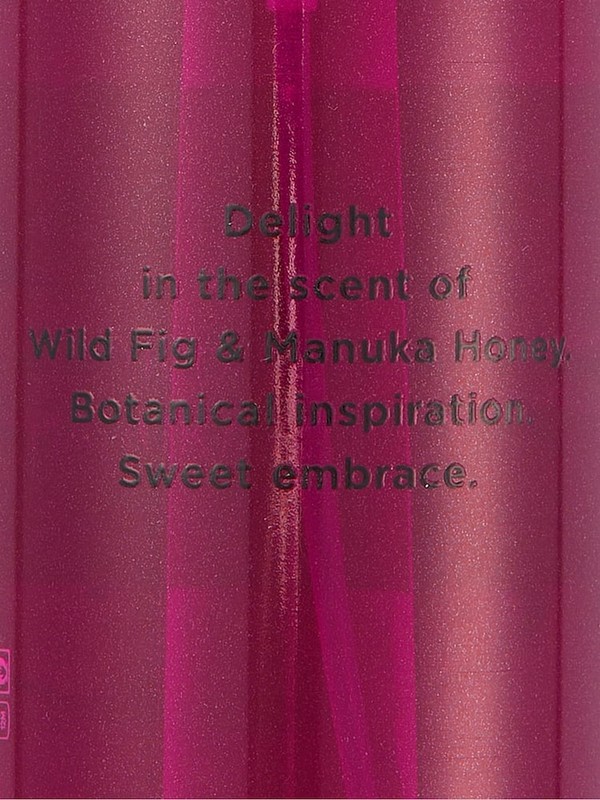 Delight
in the scent of
Wild Fig & Manuka Honey.
Botanical inspiration.
Sweet embrace.